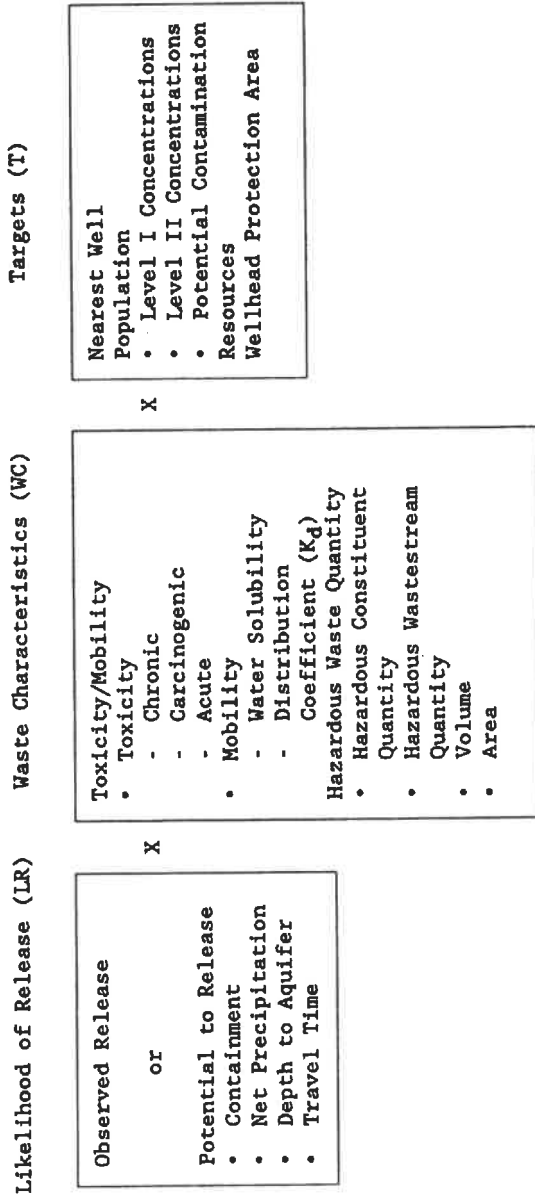 Likelihood of Release (LR)
Observed Release
or
Potential to Release
• Containment
• Net Precipitation
• Depth to Aquifer
• Travel Time
X
Waste Characteristics (WC)
Toxicity/Mobility
• Toxicity
- Chronic
- Carcinogenic
- Acute
• Mobility
- Water Solubility
- Distribution
Coefficient (Kd)
Hazardous Waste Quantity
• Hazardous Constituent
Quantity
• Hazardous Wastestream
Quantity
• Volume
• Area
X
Targets (T)
Nearest Well
Population
• Level I Concentrations
• Level II Concentrations
• Potential Contamination
Resources
Wellhead Protection Area